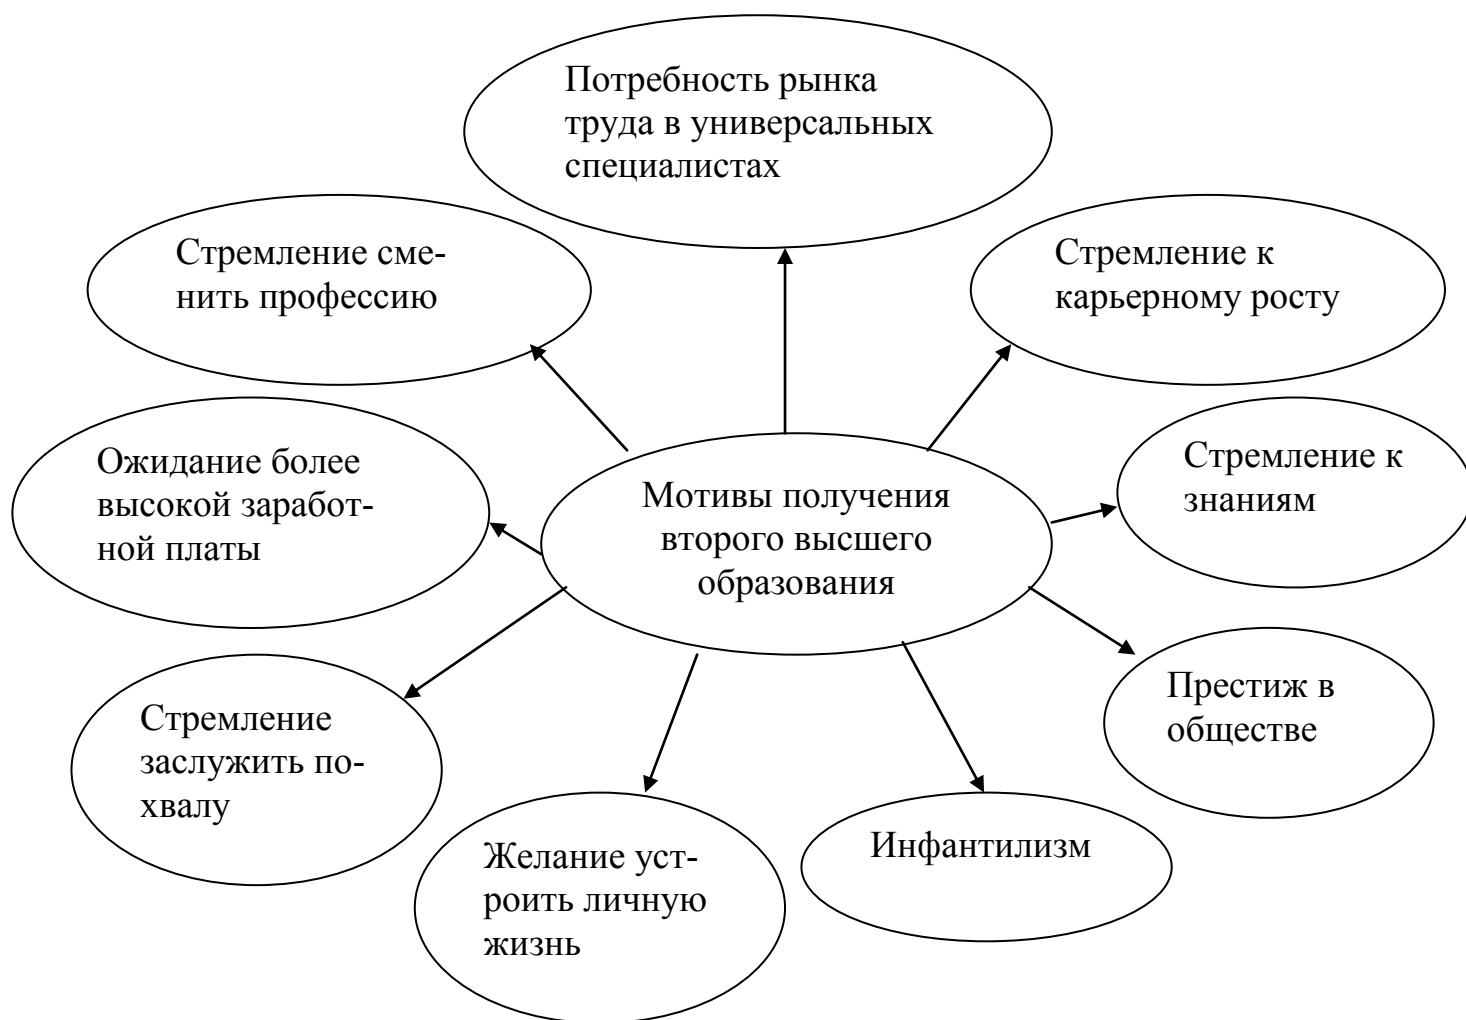 Потребность рынка
труда в универсальных
специалистах
Стремление сме-
нить профессию
Стремление к
карьерному росту
Ожидание более
высокой заработ-
ной платы
Мотивы получения
второго высшего
образования
Стремление к
знаниям
Стремление
заслужить по-
хвалу
Престиж в
обществе
Желание уст-
роить личную
жизнь
Инфантилизм